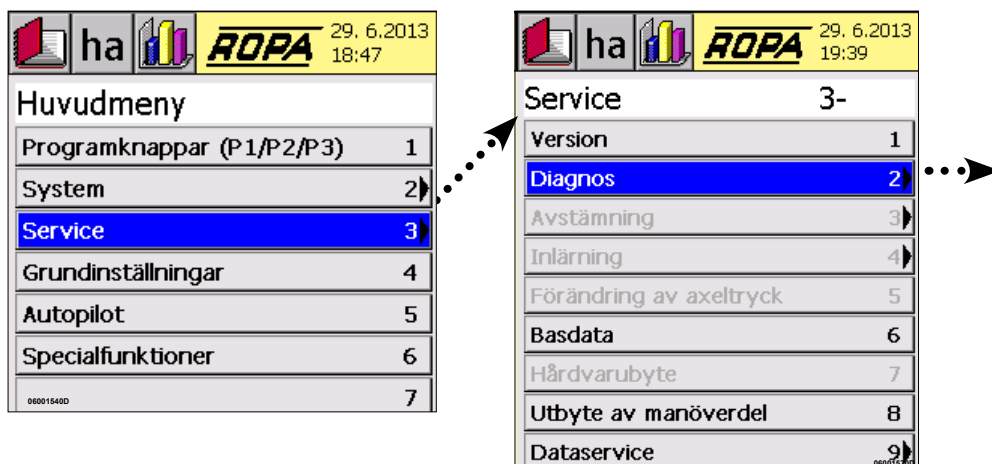 ha ROPA 29. 6.2013
18:47
Huvudmeny
Programknappar (P1/P2/P3) 1
System 2
Service 3
Grundinställningar 4
Autopilot 5
Specialfunktioner 6
06001540D 7
ha ROPA 29. 6.2013
19:39
Service 3-
Version 1
Diagnos 2
Avstämning 3
Inlärning 4
Förändring av axeltryck 5
Basdata 6
Hårdvarubyte 7
Utbyte av manöverdel 8
Dataservice 9